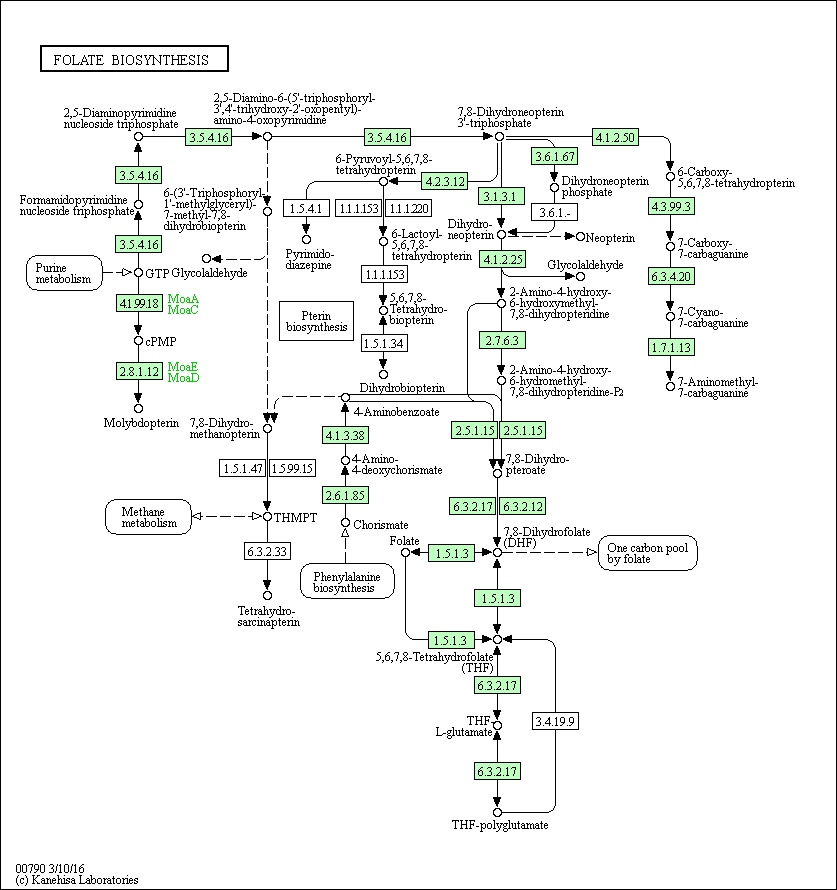 FOLATE BIOSYNTHESIS
2,5-Diaminopyrimidine
nucleoside triphosphate
2,5-Diamino-6-(5'-triphosphoryl-
3',4'-trihydroxy-2'-oxopentyl)-
amino-4-oxopyrimidine
7,8-Dihydroneopterin
3'-triphosphate
3.5.4.16
3.5.4.16
4.1.2.50
3.5.4.16
Formamidopyrimidine
nucleoside triphosphate
3.5.4.16
6-(3'-Triphosphoryl-
1'-methylglyceryl)-
7-methyl-7,8-
dihydrobiopterin
6-Pyruvoyl-5,6,7,8-
tetrahydropterin
4.2.3.12
3.6.1.67
3.1.3.1
Dihydroneopterin
phosphate
3.6.1.-
6-Carboxy-
5,6,7,8-tetrahydropterin
4.3.99.3
1.5.4.1
1.1.1.153
1.1.1.220
Pyrimido-
diazepine
6-Lactoyl-
5,6,7,8-
tetrahydropterin
Dihydro-
neopterin
Neopterin
7-Carboxy-
7-carbaguanine
Purine
metabolism
GTP
Glycolaldehyde
4.1.2.25
Glycolaldehyde
1.1.1.153
6.3.4.20
4.1.99.18
MoaA
MoaC
Pterin
biosynthesis
5,6,7,8-
Tetrahydro-
biopterin
2-Amino-4-hydroxy-
6-hydroxymethyl-
7,8-dihydropteridine
7-Cyano-
7-carbaguanine
cPMP
1.5.1.34
2.7.6.3
1.7.1.13
2.8.1.12
MoaE
MoaD
Dihydrobiopterin
2-Amino-4-hydroxy-
6-hydromethyl-
7,8-dihydropteridine-P2
7-Aminomethyl-
7-carbaguanine
Molybdopterin
7,8-Dihydro-
methanopterin
4-Aminobenzoate
4.1.3.38
2.5.1.15
2.5.1.15
1.5.1.47
1.5.99.15
4-Amino-
4-deoxychorismate
7,8-Dihydro-
pteroate
2.6.1.85
6.3.2.17
6.3.2.12
Methane
metabolism
THMPT
Chorismate
6.3.2.33
Folate
1.5.1.3
7,8-Dihydrofolate
(DHF)
One carbon pool
by folate
Phenylalanine
biosynthesis
Tetrahydro-
sarcinapterin
1.5.1.3
1.5.1.3
5,6,7,8-Tetrahydrofolate
(THF)
6.3.2.17
THF-
L-glutamate
3.4.19.9
6.3.2.17
THF-polyglutamate
00790 3/10/16
(c) Kanehisa Laboratories